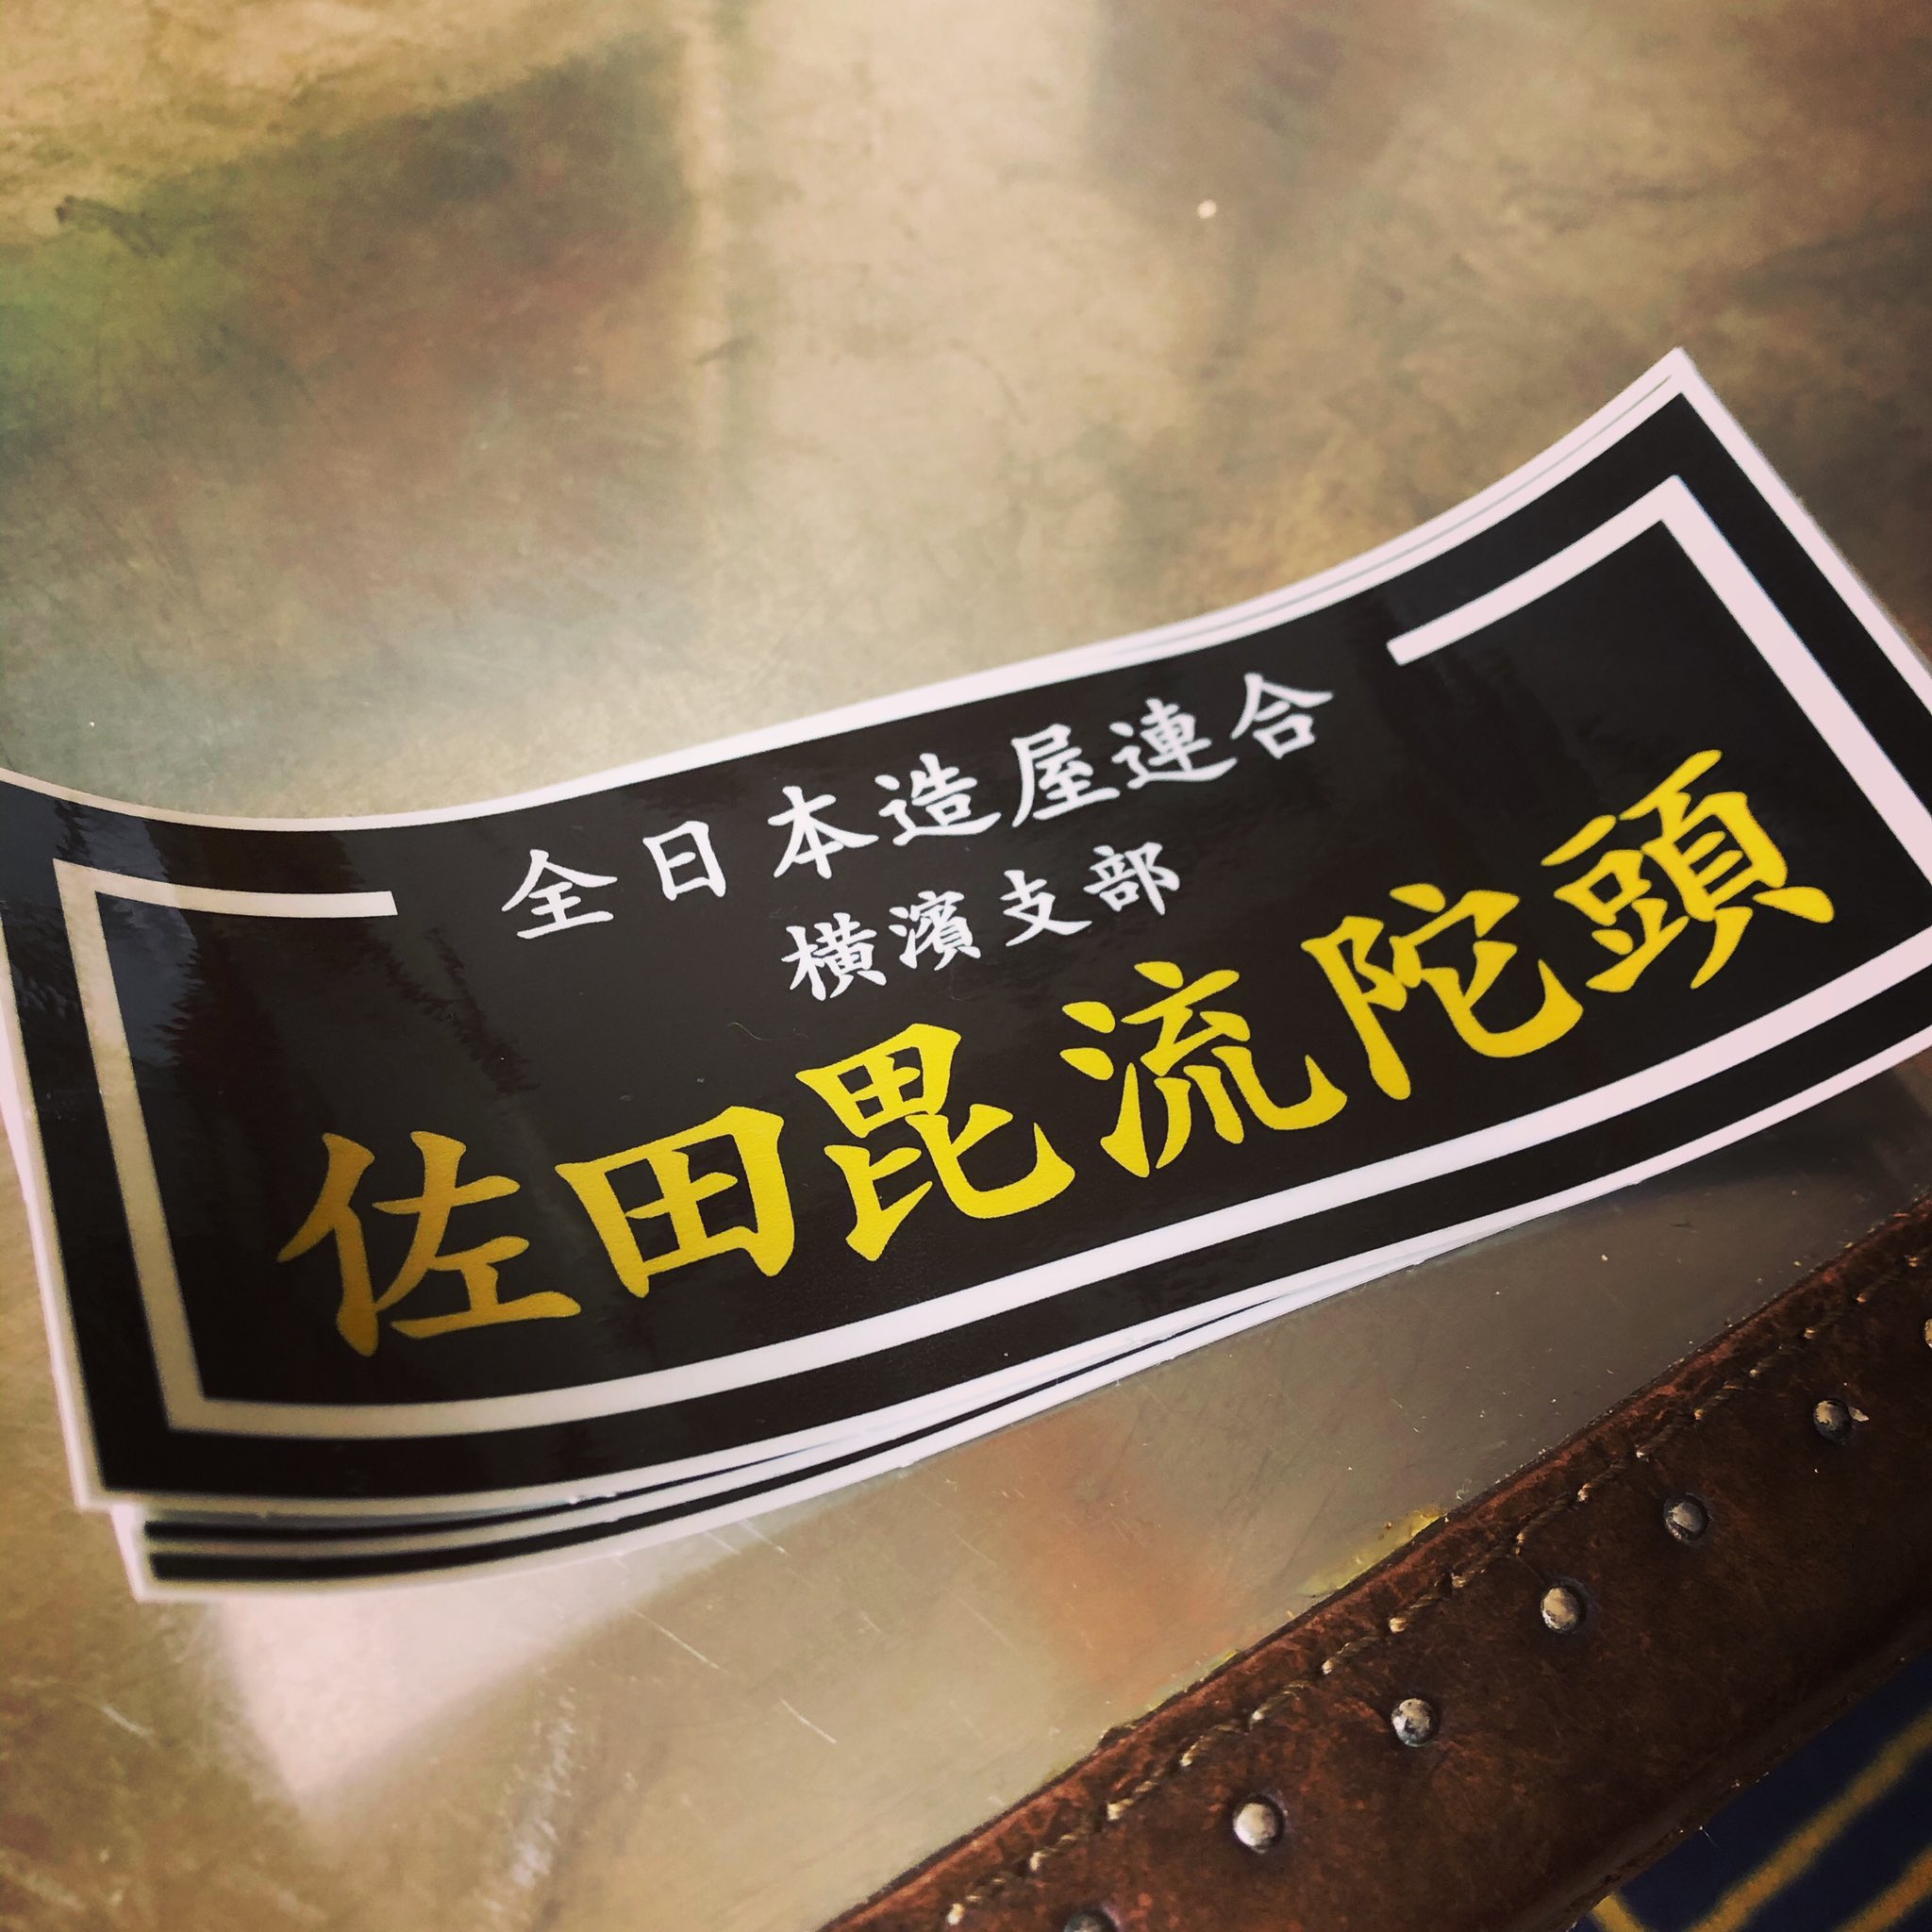 全日本造屋連合
横濱支部
佐田毘流陀頭